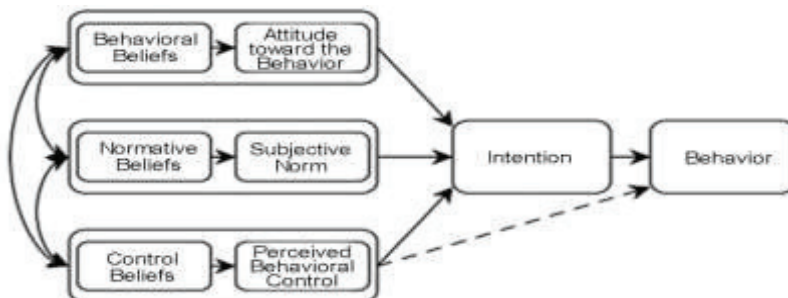 Behavioral
Beliefs
Attitude
toward the
Behavior
Normative
Beliefs
Subjective
Norm
Intention
Behavior
Control
Beliefs
Perceived
Behavioral
Control